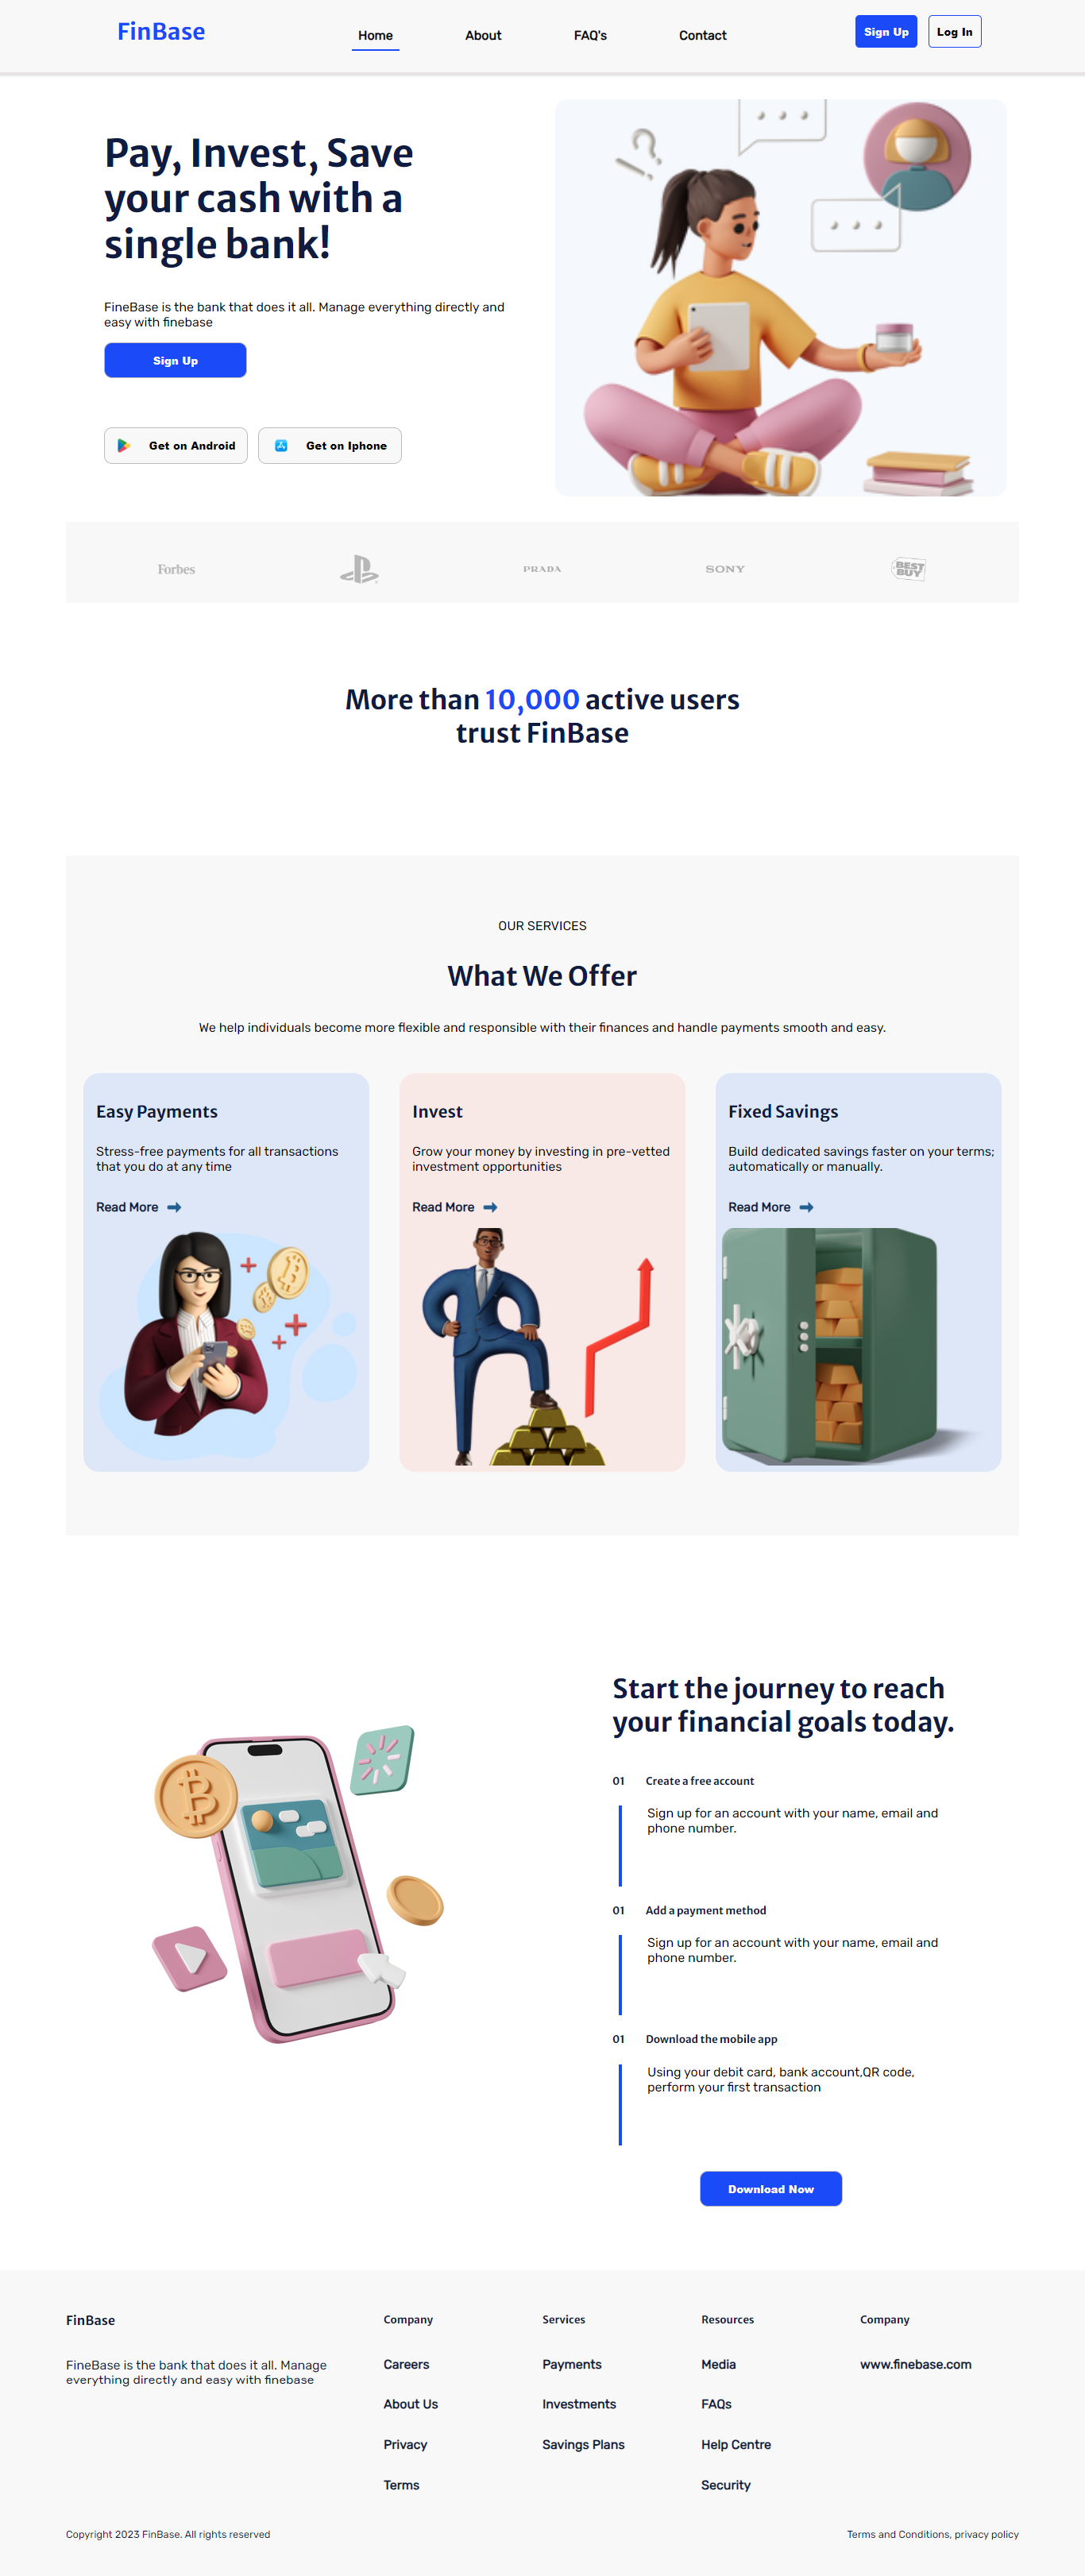 FinBase
Home
About
FAQ's
Contact
Sign Up
Log In
Pay, Invest, Save
your cash with a
single bank!
FineBase is the bank that does it all. Manage everything directly and
easy with finebase
Sign Up
Get on Android
Get on Iphone
Forbes
PRADA
SONY
BEST
BUY
More than 10,000 active users
trust FinBase
OUR SERVICES
What We Offer
We help individuals become more flexible and responsible with their finances and handle payments smooth and easy.
Easy Payments
Stress-free payments for all transactions
that you do at any time
Read More
Invest
Grow your money by investing in pre-vetted
investment opportunities
Read More
Fixed Savings
Build dedicated savings faster on your terms;
automatically or manually.
Read More
Start the journey to reach
your financial goals today.
01 Create a free account
Sign up for an account with your name, email and
phone number.
01 Add a payment method
Sign up for an account with your name, email and
phone number.
01 Download the mobile app
Using your debit card, bank account,QR code,
perform your first transaction
Download Now
FinBase
FineBase is the bank that does it all. Manage
everything directly and easy with finebase
Company
Careers
About Us
Privacy
Terms
Services
Payments
Investments
Savings Plans
Resources
Media
FAQs
Help Centre
Security
Company
www.finebase.com
Copyright 2023 FinBase. All rights reserved
Terms and Conditions, privacy policy